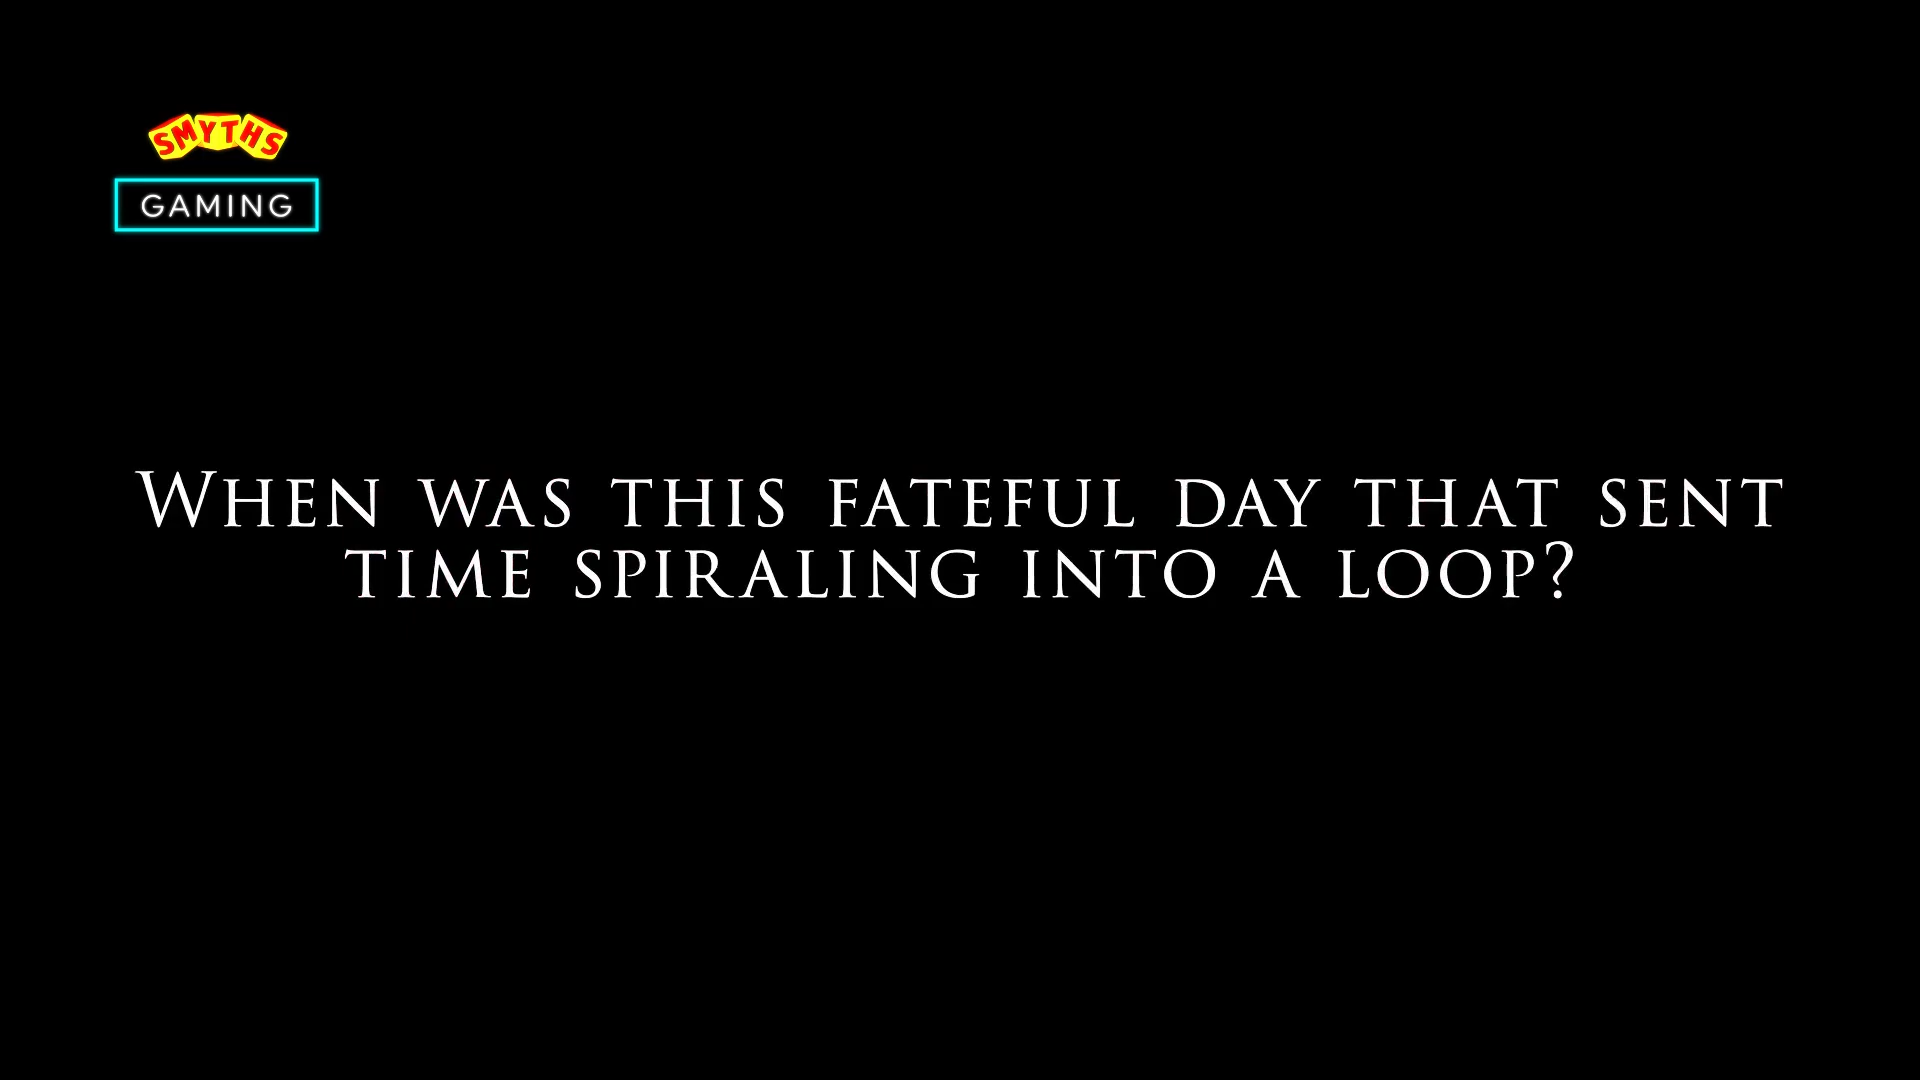 SMYTHS
GAMING
WHEN WAS THIS FATEFUL DAY THAT SENT
TIME SPIRALING INTO A LOOP?